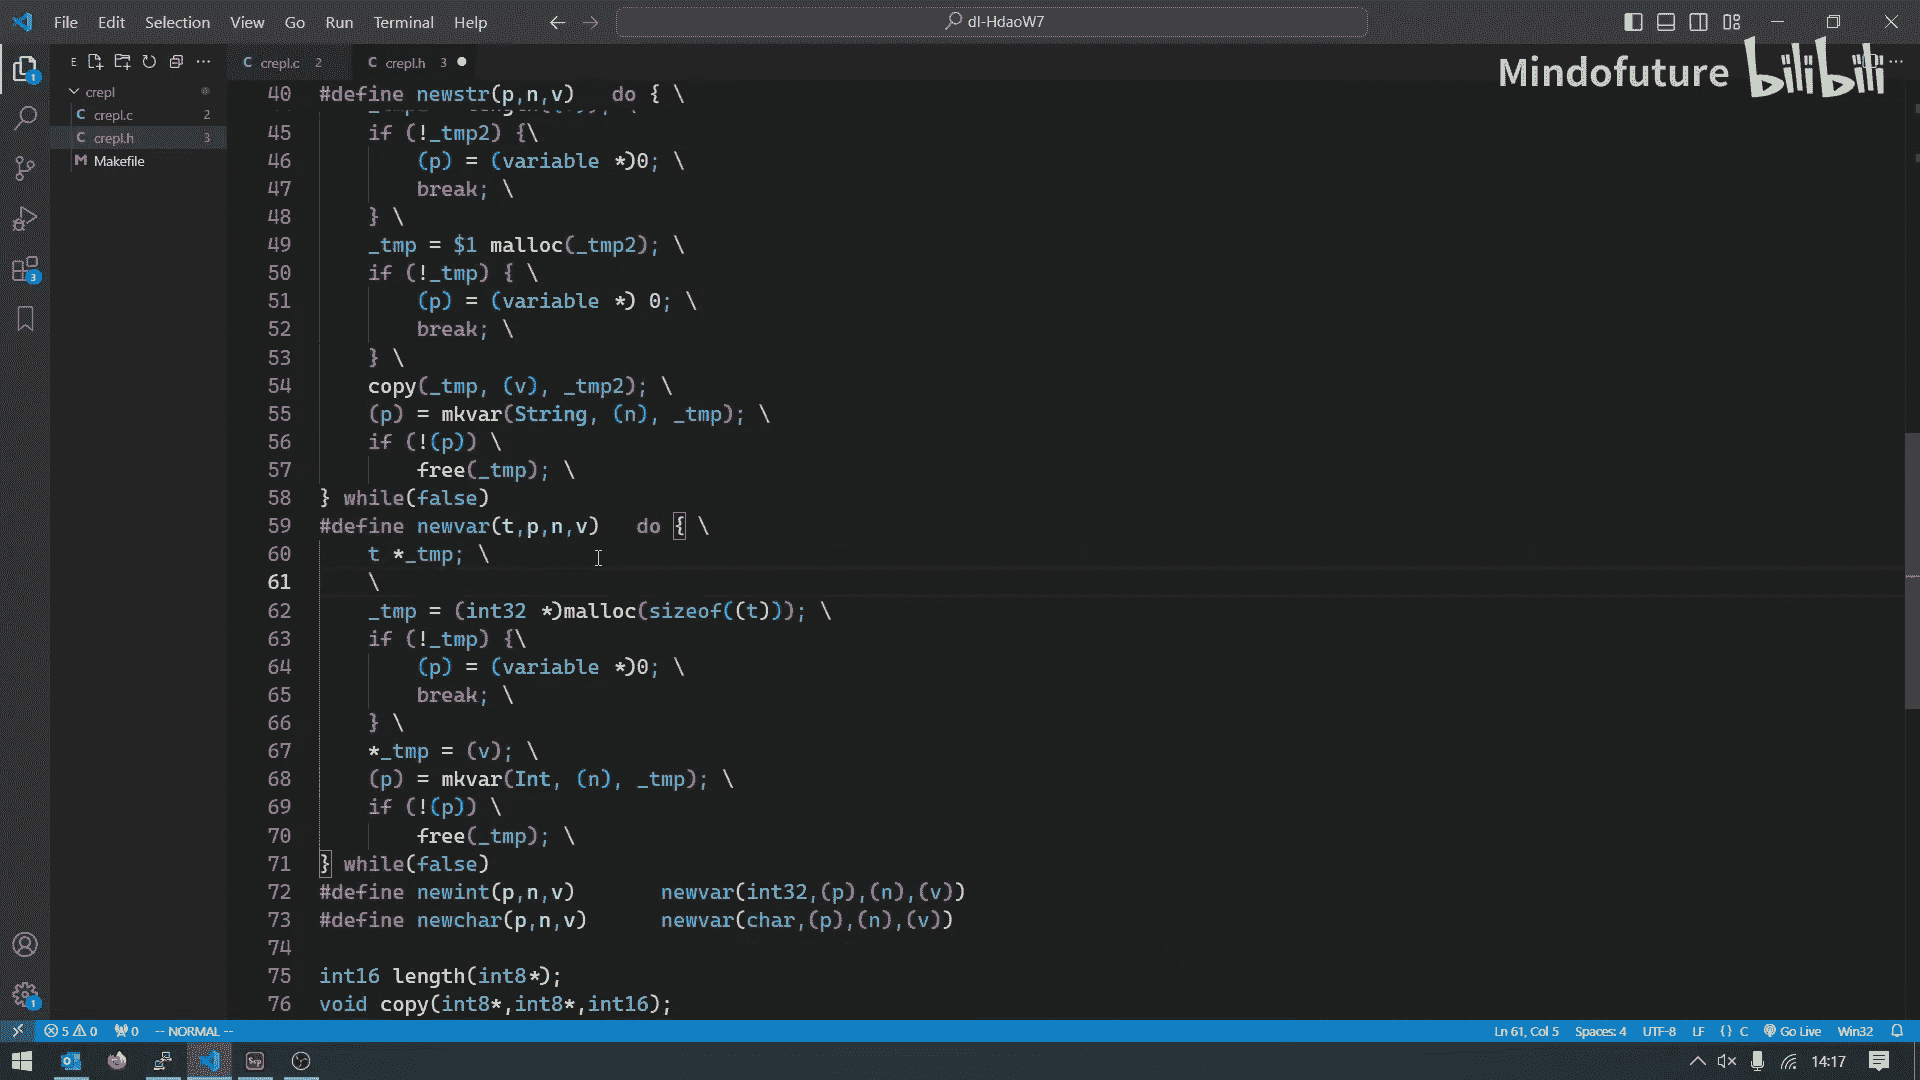 File Edit Selection View Go Run Terminal Help
dl-HdaoW7
Mindofuture bilibili
E
C crepl.c 2
C crepl.h 3
crepl
C crepl.c 2
C crepl.h 3
M Makefile
40 #define newstr(p,n,v)   do { \
45     if (!_tmp2) {\
46         (p) = (variable *)0; \
47         break; \
48     } \
49     _tmp = $1 malloc(_tmp2); \
50     if (!_tmp) { \
51         (p) = (variable *) 0; \
52         break; \
53     } \
54     copy(_tmp, (v), _tmp2); \
55     (p) = mkvar(String, (n), _tmp); \
56     if (!(p)) \
57         free(_tmp); \
58 } while(false)
59 #define newvar(t,p,n,v)   do { \
60     t *_tmp; \
61     \
62     _tmp = (int32 *)malloc(sizeof((t))); \
63     if (!_tmp) {\
64         (p) = (variable *)0; \
65         break; \
66     } \
67     *_tmp = (v); \
68     (p) = mkvar(Int, (n), _tmp); \
69     if (!(p)) \
70         free(_tmp); \
71 } while(false)
72 #define newint(p,n,v)       newvar(int32,(p),(n),(v))
73 #define newchar(p,n,v)      newvar(char,(p),(n),(v))
74
75 int16 length(int8*);
76 void copy(int8*,int8*,int16);
1
3
1
5 0 0 -- NORMAL --
Ln 61, Col 5 Spaces: 4 UTF-8 LF {} C Go Live Win32
14:17